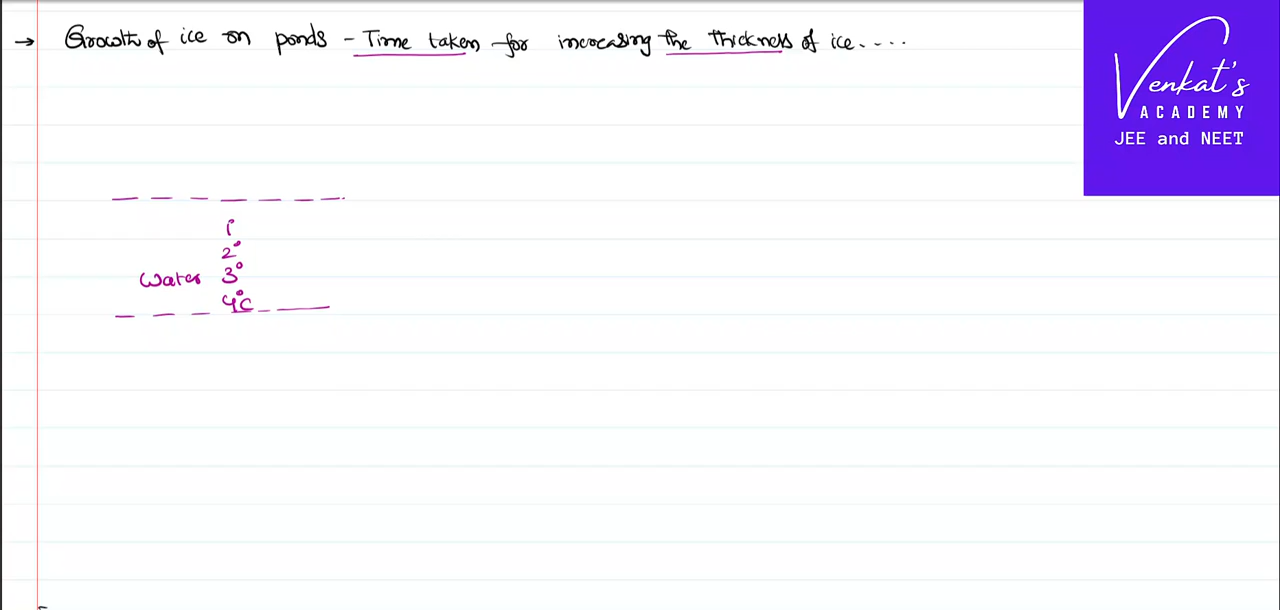 → Growth of ice on ponds - Time taken for increasing the thickness of ice....
Venkat's
ACADEMY
JEE and NEET
1°
2°
Water 3°
4°C